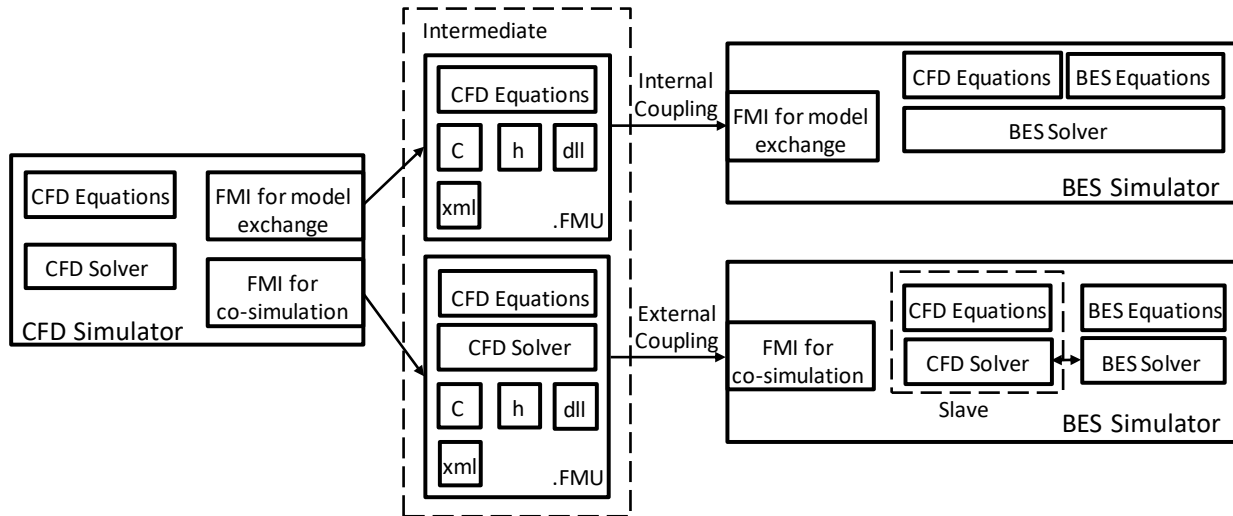 CFD Equations
CFD Solver
CFD Simulator
FMI for model
exchange
FMI for
co-simulation
Intermediate
CFD Equations
C
h
dll
xml
.FMU
CFD Equations
CFD Solver
C
h
dll
xml
.FMU
Internal
Coupling
External
Coupling
FMI for model
exchange
CFD Equations
BES Equations
BES Solver
BES Simulator
FMI for
co-simulation
CFD Equations
CFD Solver
Slave
BES Equations
BES Solver
BES Simulator